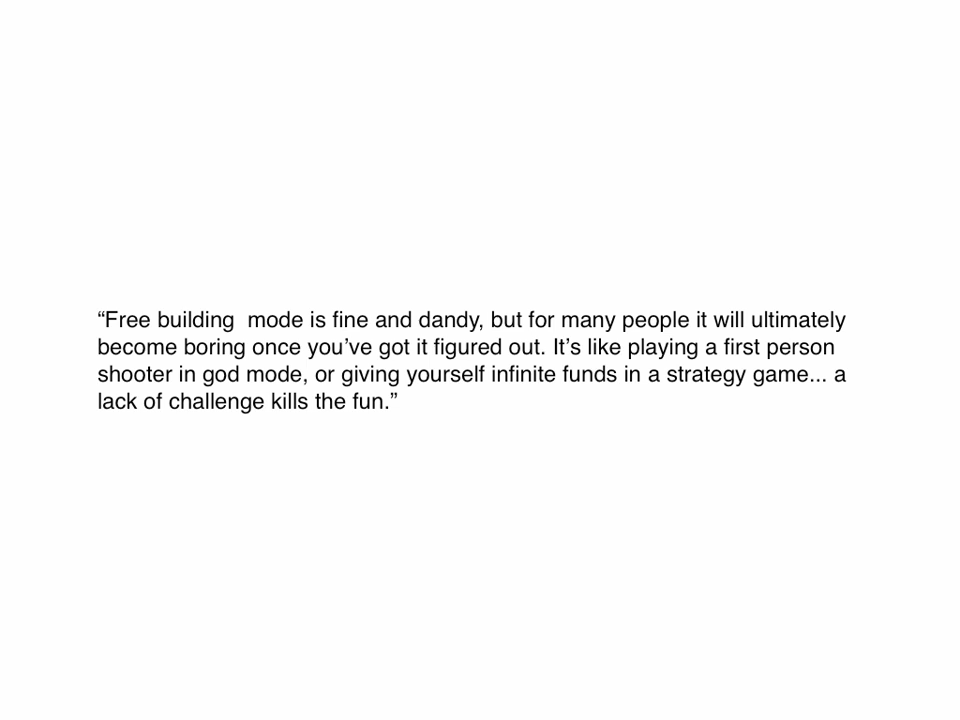 “Free building  mode is fine and dandy, but for many people it will ultimately
become boring once you’ve got it figured out. It’s like playing a first person
shooter in god mode, or giving yourself infinite funds in a strategy game... a
lack of challenge kills the fun.”